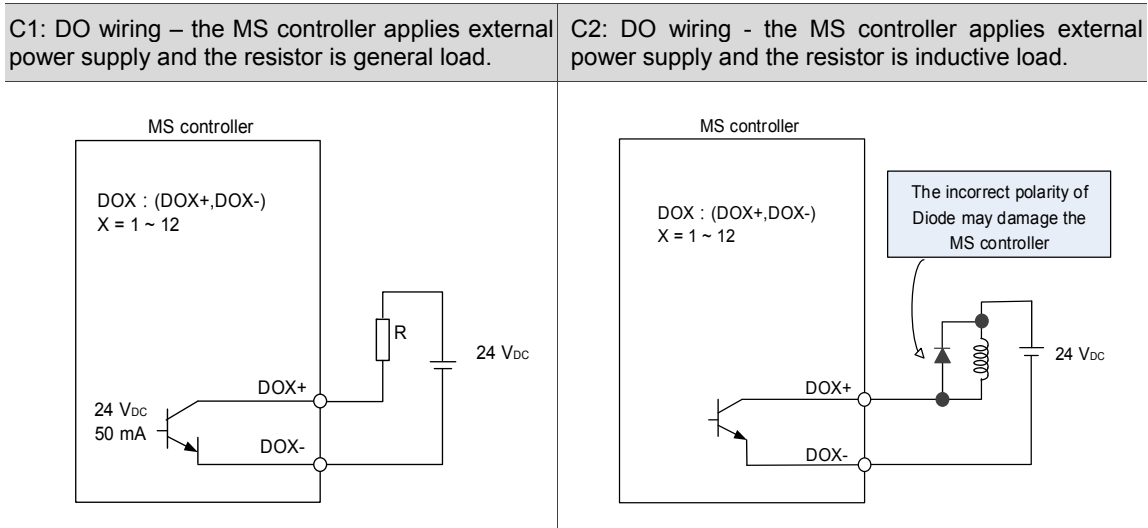 C1: DO wiring – the MS controller applies external
power supply and the resistor is general load.
C2: DO wiring - the MS controller applies external
power supply and the resistor is inductive load.
MS controller
DOX : (DOX+,DOX-)
X = 1 ~ 12
R
24 VDC
DOX+
24 VDC
50 mA
DOX-
MS controller
The incorrect polarity of
Diode may damage the
MS controller
DOX : (DOX+,DOX-)
X = 1 ~ 12
24 VDC
DOX+
DOX-